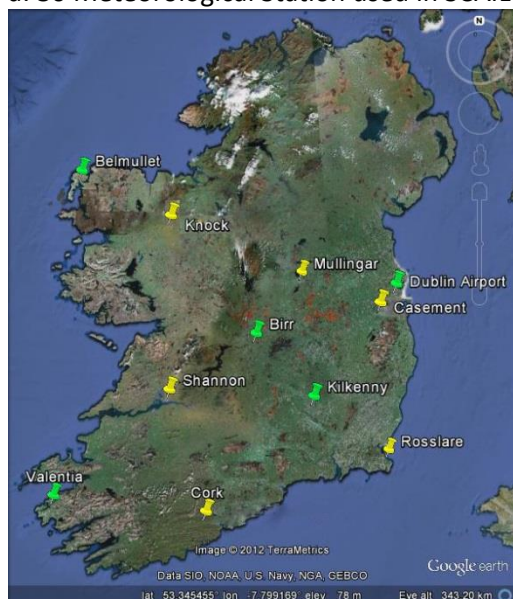 N
Belmullet
Knock
Mullingar
Dublin Airport
Casement
Birr
Shannon
Kilkenny
Rosslare
Valentia
Cork
Image © 2012 TerraMetrics
Data SIO, NOAA, U.S. Navy, NGA, GEBCO
Google earth
lat 53.345455° lon -7.799169° elev 78 m Eye alt 343.20 km